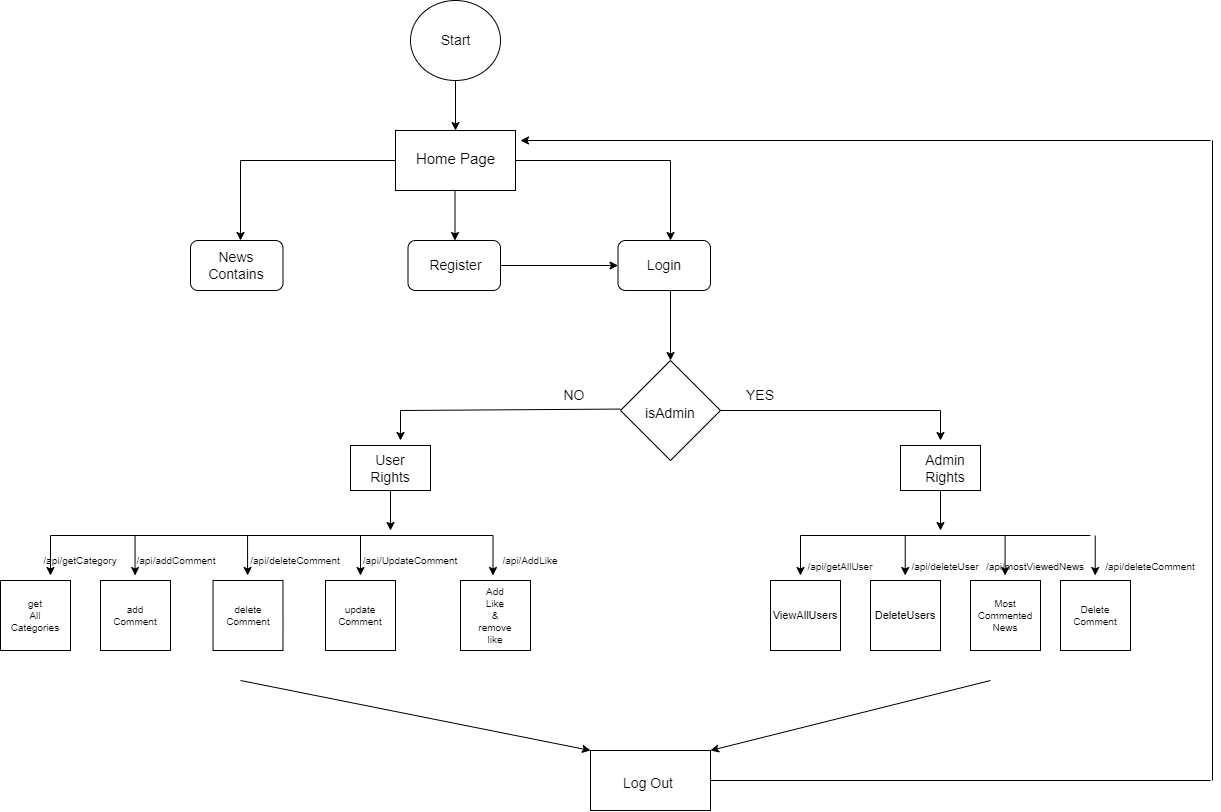 Start
Home Page
News
Contains
Register
Login
isAdmin
NO
YES
User
Rights
Admin
Rights
/api/getCategory
/api/addComment
/api/deleteComment
/api/UpdateComment
/api/AddLike
/api/getAllUser
/api/deleteUser
/api/mostViewedNews
/api/deleteComment
get
All
Categories
add
Comment
delete
Comment
update
Comment
Add
Like
&
remove
like
ViewAllUsers
DeleteUsers
Most
Commented
News
Delete
Comment
Log Out